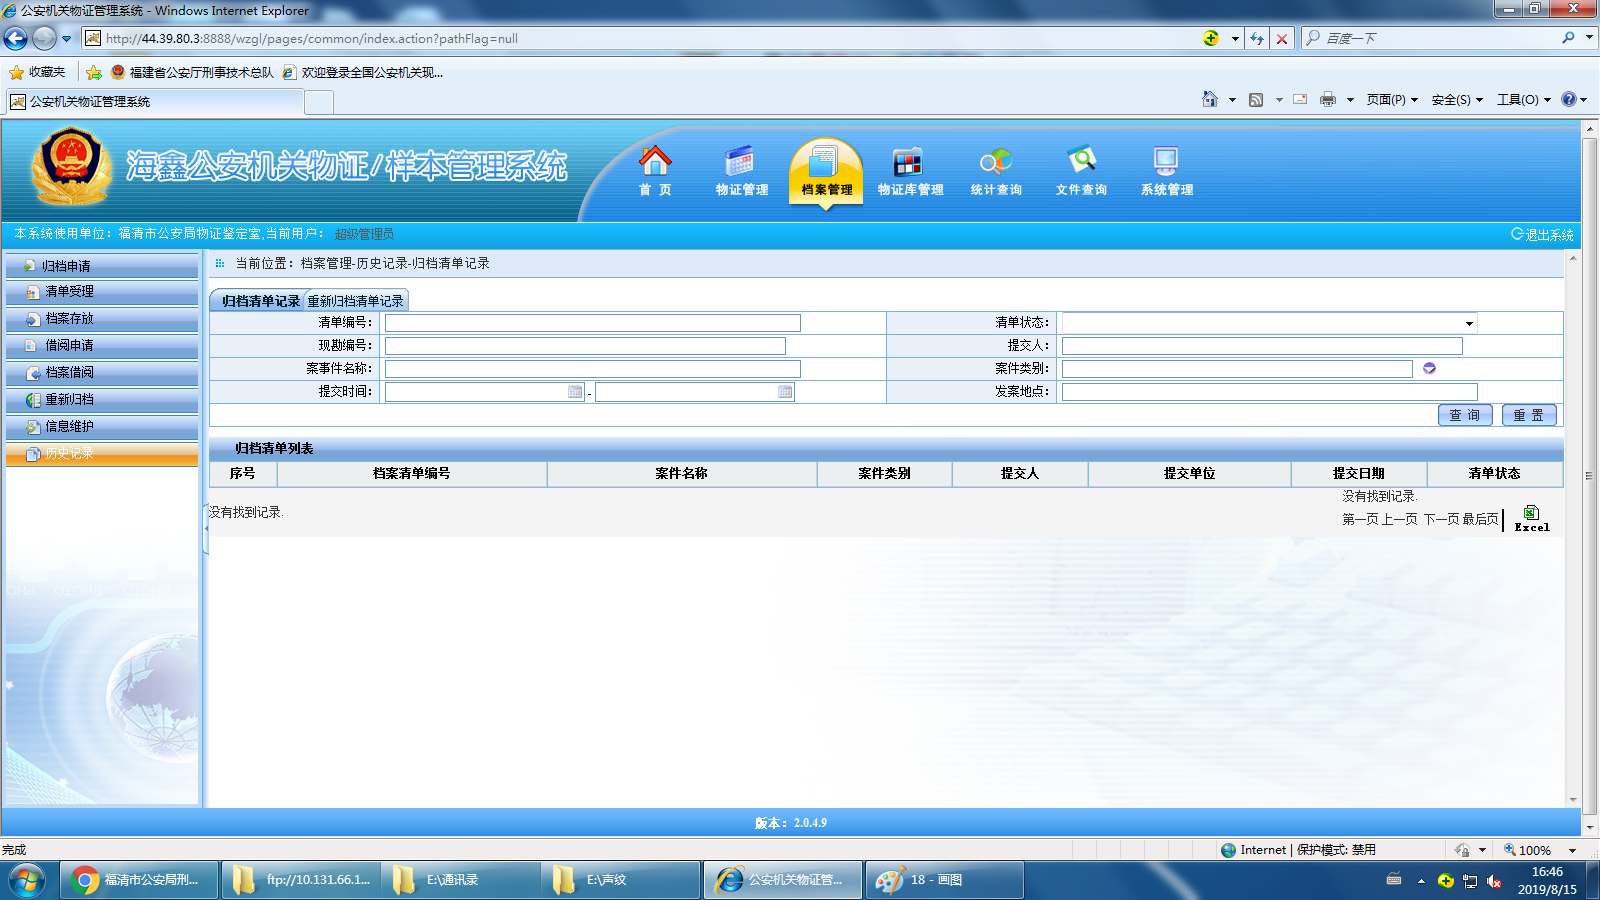 公安机关物证管理系统 - Windows Internet Explorer
http://44.39.80.3:8888/wzgl/pages/common/index.action?pathFlag=null
百度一下
收藏夹 福建省公安厅刑事技术总队 欢迎登录全国公安机关现...
公安机关物证管理系统
页面(P) 安全(S) 工具(O)
海鑫公安机关物证/样本管理系统
首 页 物证管理 档案管理 物证库管理 统计查询 文件查询 系统管理
本系统使用单位：福清市公安局物证鉴定室,当前用户： 超级管理员
退出系统
归档申请
清单受理
档案存放
借阅申请
档案借阅
重新归档
信息维护
历史记录
当前位置：档案管理-历史记录-归档清单记录
归档清单记录 重新归档清单记录
清单编号： 清单状态：
现勘编号： 提交人：
案事件名称： 案件类别：
提交时间： - 发案地点：
查 询 重 置
归档清单列表
序号 档案清单编号 案件名称 案件类别 提交人 提交单位 提交日期 清单状态
没有找到记录.
没有找到记录.
第一页 上一页 下一页 最后页
Excel
版本：2.0.4.9
完成
Internet | 保护模式: 禁用
100%
福清市公安局刑...
ftp://10.131.66.1...
E:\通讯录
E:\声纹
公安机关物证管...
18 - 画图
16:46
2019/8/15